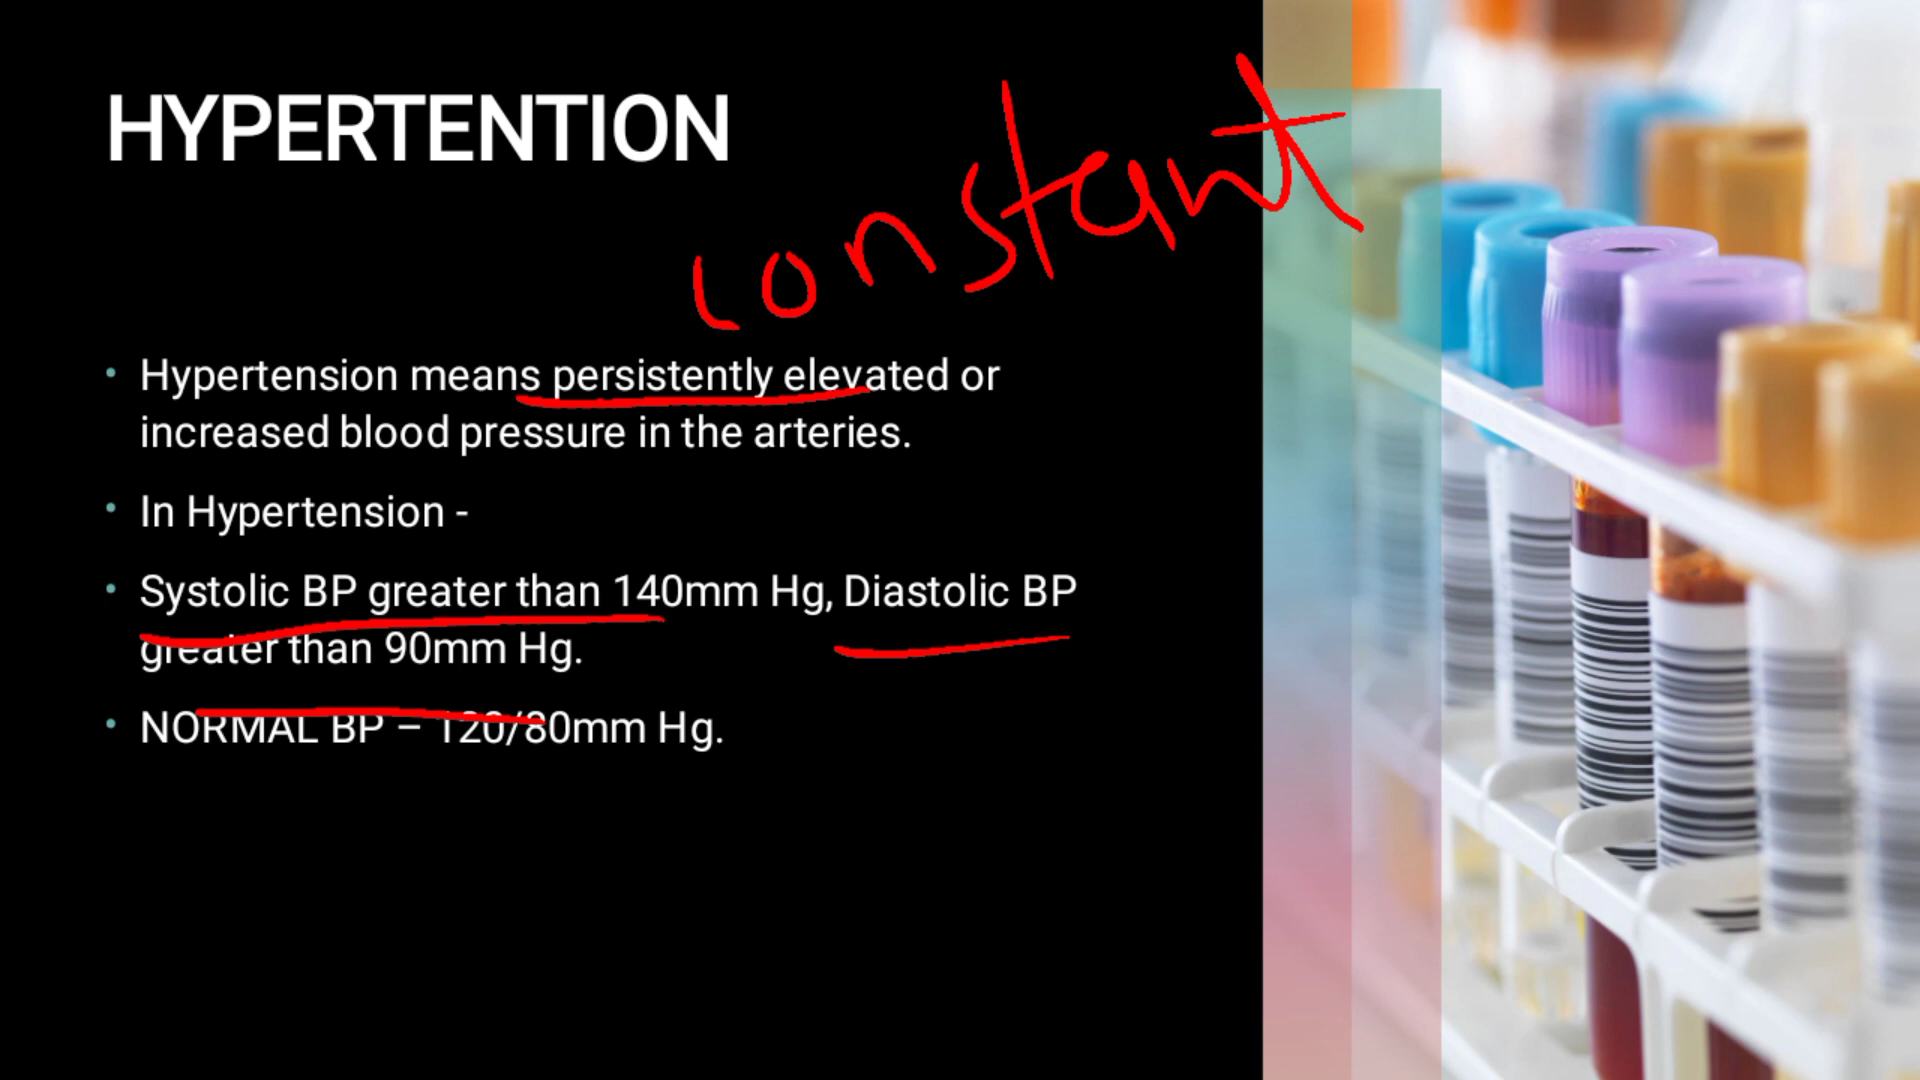 HYPERTENTION
constant
• Hypertension means persistently elevated or
increased blood pressure in the arteries.
• In Hypertension -
• Systolic BP greater than 140mm Hg, Diastolic BP
greater than 90mm Hg.
• NORMAL BP – 120/80mm Hg.